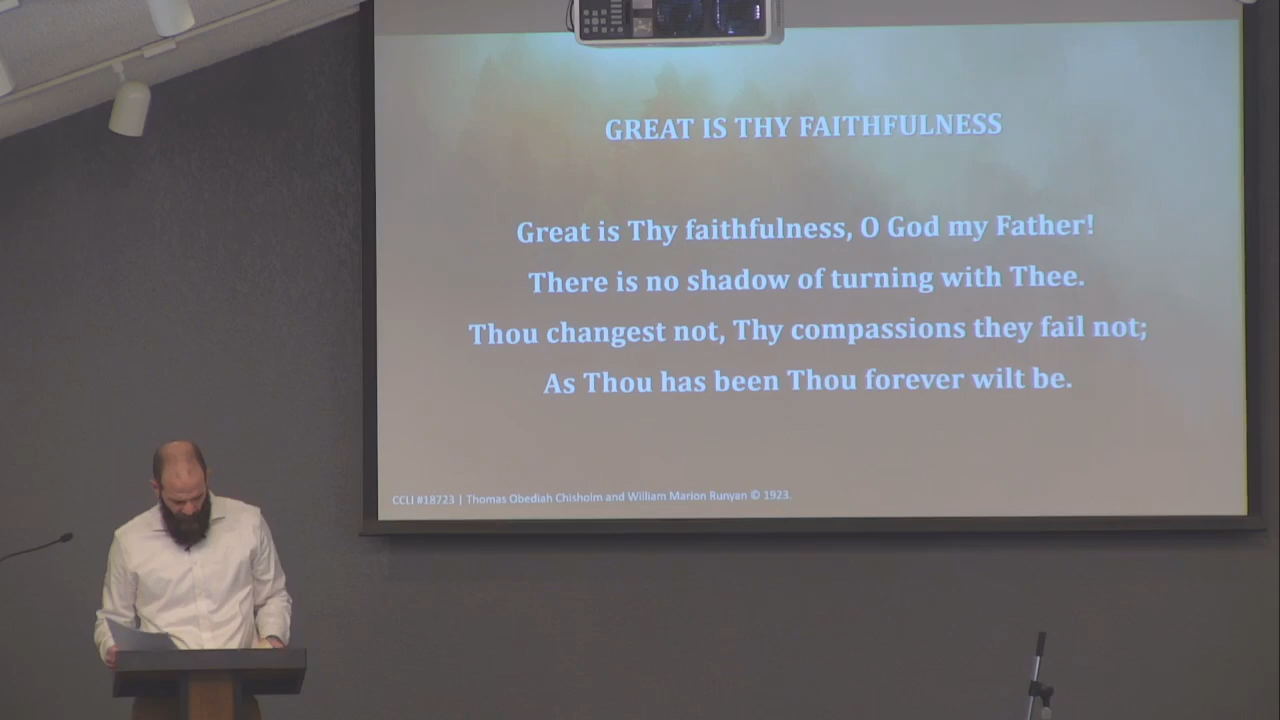 GREAT IS THY FAITHFULNESS
Great is Thy faithfulness, O God my Father!
There is no shadow of turning with Thee.
Thou changest not, Thy compassions they fail not;
As Thou has been Thou forever wilt be.
CCLI #18723 | Thomas Obediah Chisholm and William Marion Runyan © 1923.